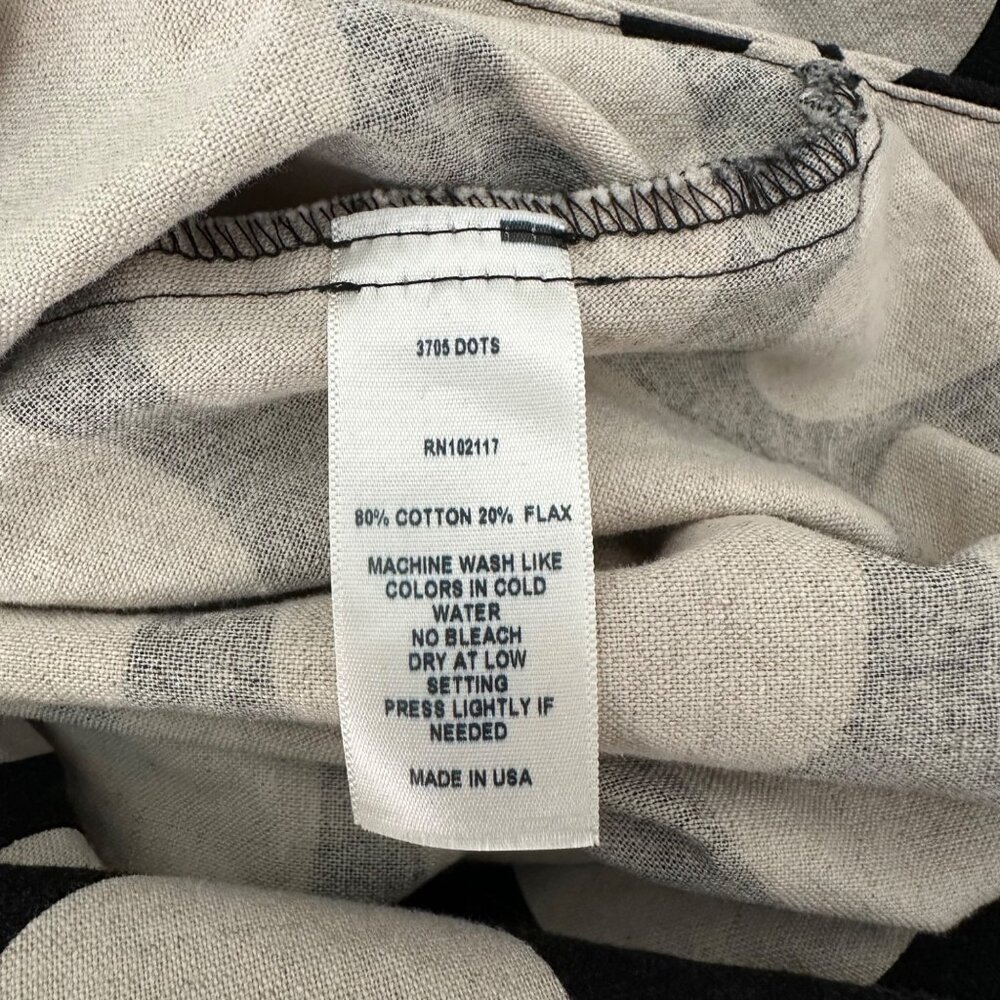 3705 DOTS
RN102117
80% COTTON 20% FLAX
MACHINE WASH LIKE
COLORS IN COLD
WATER
NO BLEACH
DRY AT LOW
SETTING
PRESS LIGHTLY IF
NEEDED
MADE IN USA